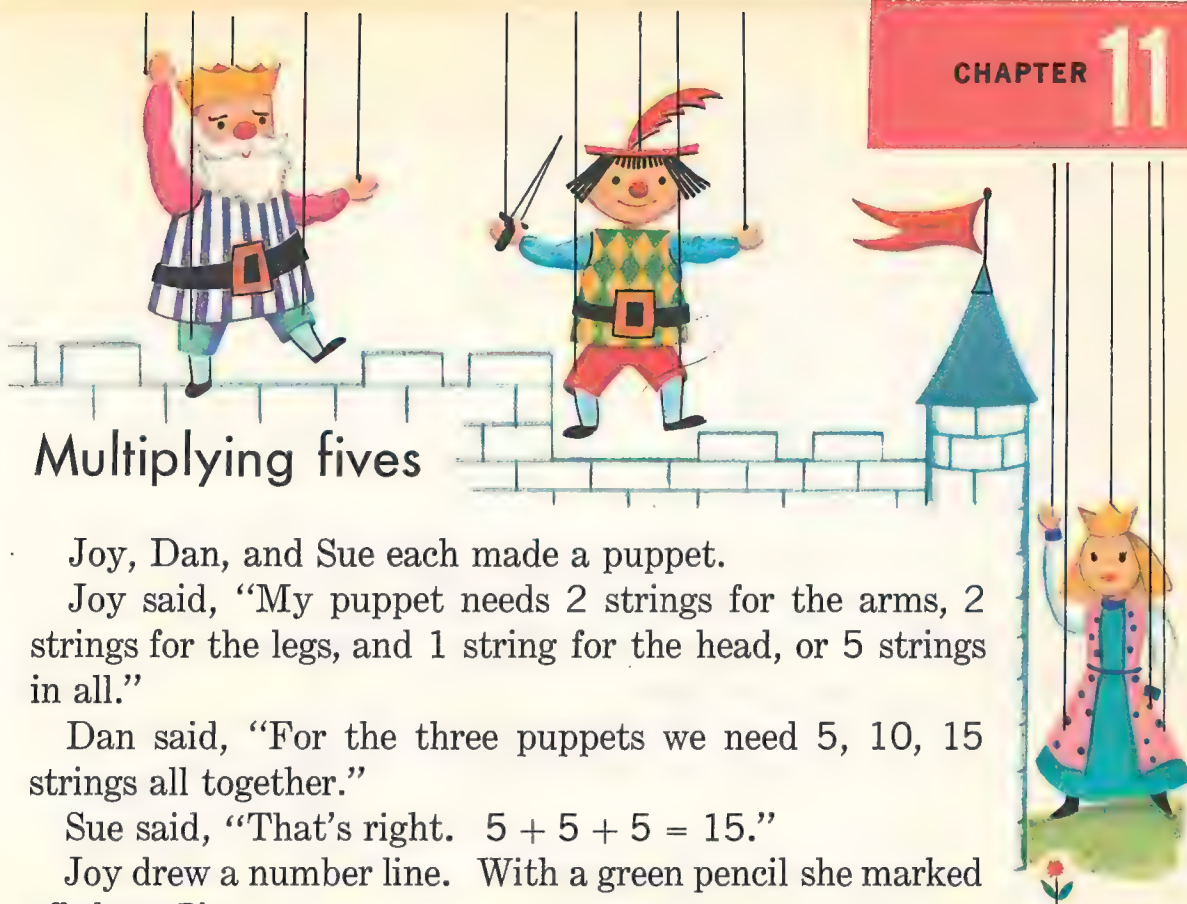 CHAPTER 11
Multiplying fives
Joy, Dan, and Sue each made a puppet.
Joy said, “My puppet needs 2 strings for the arms, 2
strings for the legs, and 1 string for the head, or 5 strings
in all.”
Dan said, “For the three puppets we need 5, 10, 15
strings all together.”
Sue said, “That’s right. 5 + 5 + 5 = 15.”
Joy drew a number line. With a green pencil she marked